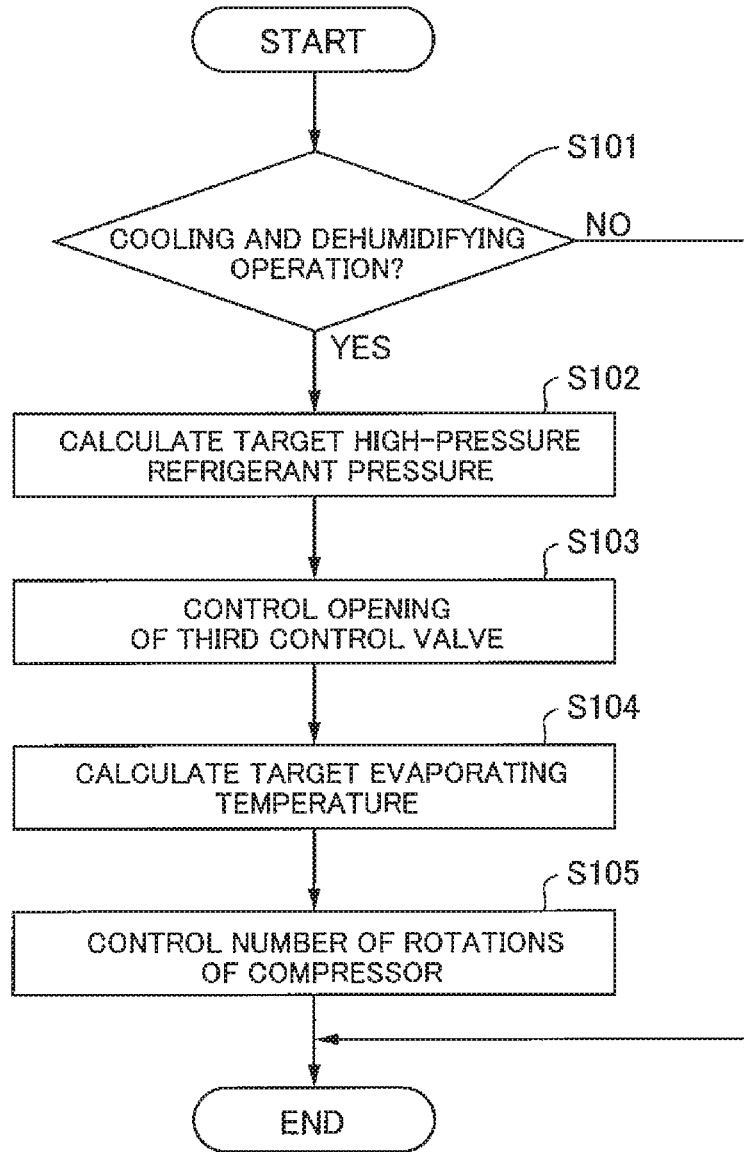 START
S101
COOLING AND DEHUMIDIFYING
OPERATION?
NO
YES
S102
CALCULATE TARGET HIGH-PRESSURE
REFRIGERANT PRESSURE
S103
CONTROL OPENING
OF THIRD CONTROL VALVE
S104
CALCULATE TARGET EVAPORATING
TEMPERATURE
S105
CONTROL NUMBER OF ROTATIONS
OF COMPRESSOR
END